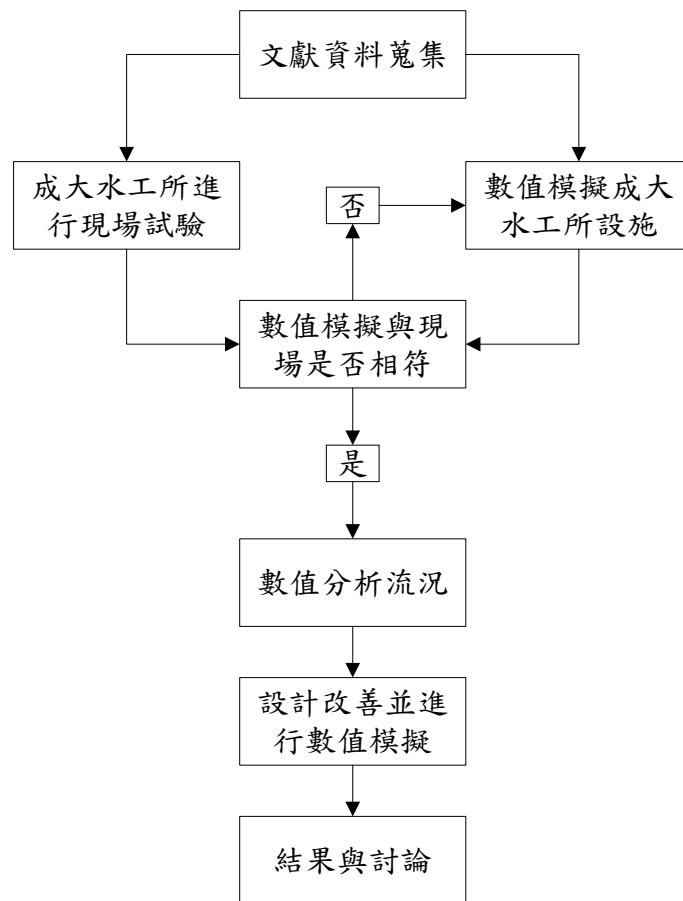 文獻資料蒐集
成大水工所進
行現場試驗
否
數值模擬成大
水工所設施
數值模擬與現
場是否相符
是
數值分析流況
設計改善並進
行數值模擬
結果與討論